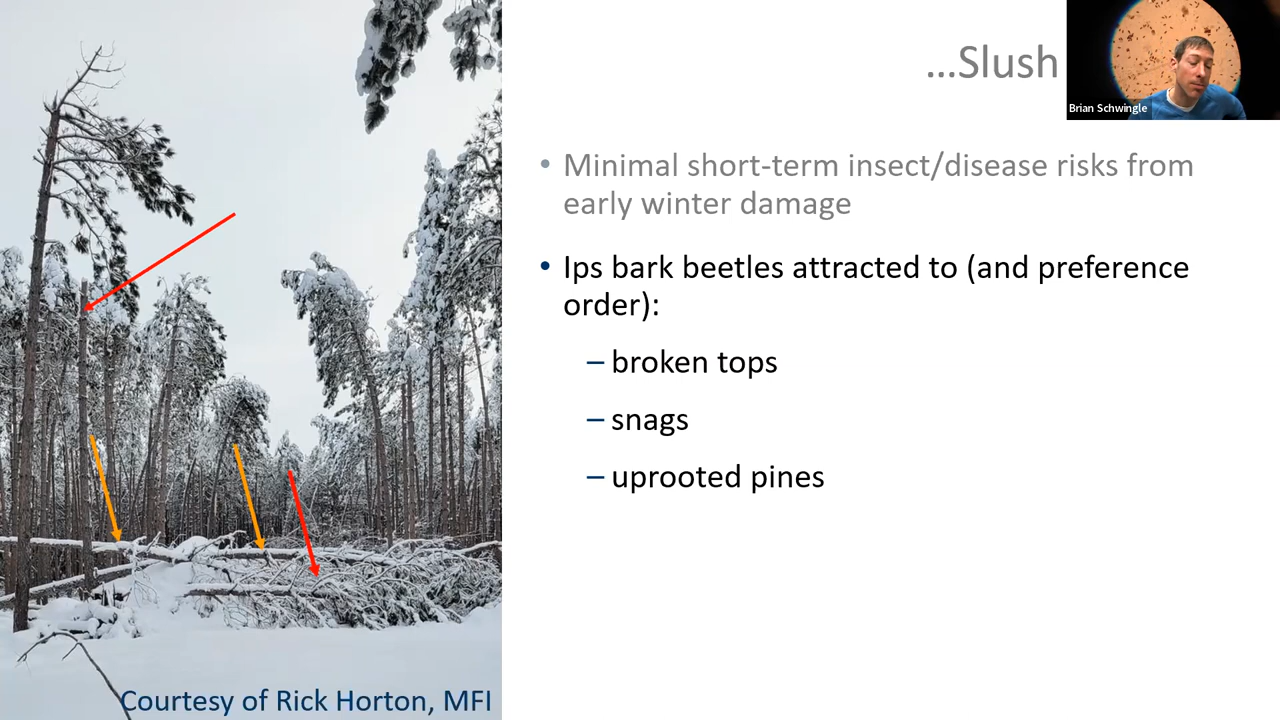 ...Slush
Brian Schwingle
• Minimal short-term insect/disease risks from
early winter damage
• Ips bark beetles attracted to (and preference
order):
– broken tops
– snags
– uprooted pines
Courtesy of Rick Horton, MFI